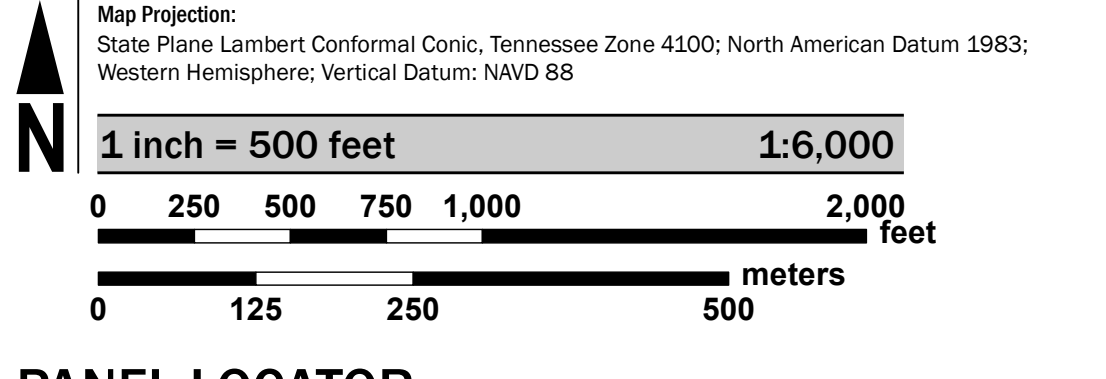 Map Projection:
State Plane Lambert Conformal Conic, Tennessee Zone 4100; North American Datum 1983;
Western Hemisphere; Vertical Datum: NAVD 88
N
1 inch = 500 feet 1:6,000
0 250 500 750 1,000 2,000
feet
meters
0 125 250 500
PANEL LOCATOR